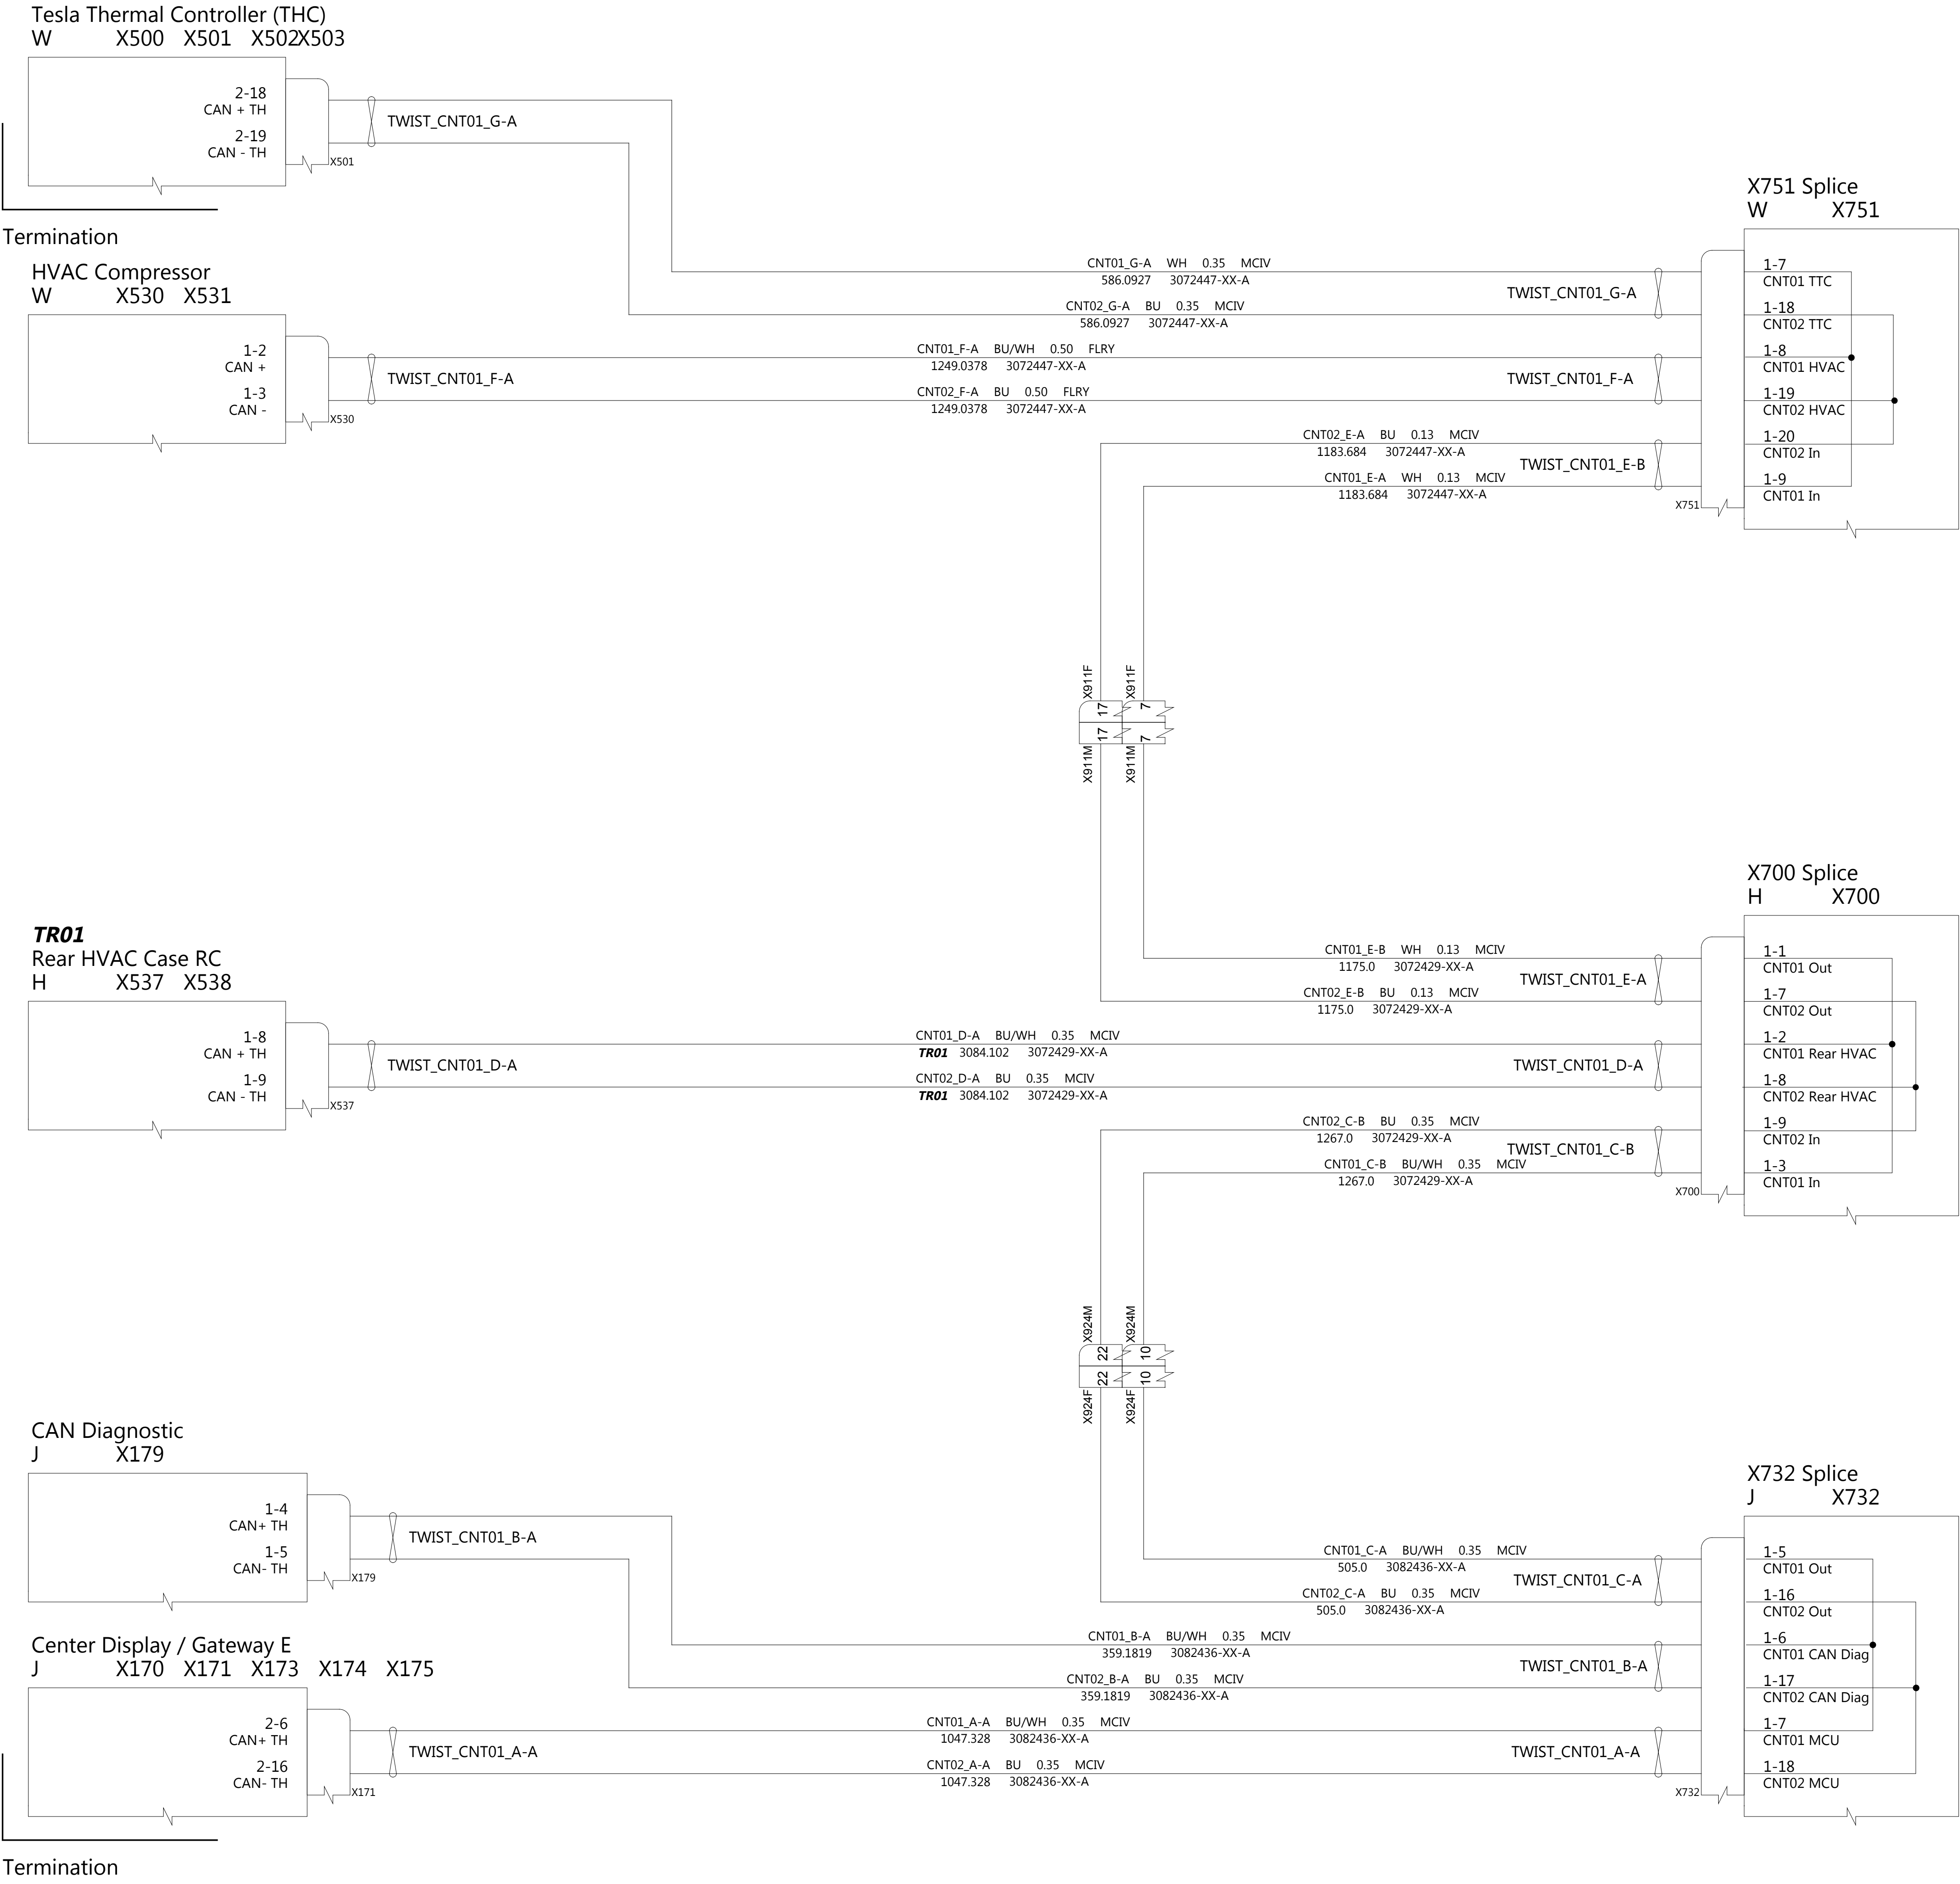 Tesla Thermal Controller (THC)
W X500 X501 X502 X503
2-18
CAN + TH
2-19
CAN - TH
X501
TWIST_CNT01_G-A
Termination
HVAC Compressor
W X530 X531
1-2
CAN +
1-3
CAN -
X530
TWIST_CNT01_F-A
CNT01_G-A WH 0.35 MCIV
586.0927 3072447-XX-A
CNT02_G-A BU 0.35 MCIV
586.0927 3072447-XX-A
TWIST_CNT01_G-A
CNT01_F-A BU/WH 0.50 FLRY
1249.0378 3072447-XX-A
CNT02_F-A BU 0.50 FLRY
1249.0378 3072447-XX-A
TWIST_CNT01_F-A
CNT02_E-A BU 0.13 MCIV
1183.684 3072447-XX-A
CNT01_E-A WH 0.13 MCIV
1183.684 3072447-XX-A
TWIST_CNT01_E-B
X751 Splice
W X751
1-7
CNT01 TTC
1-18
CNT02 TTC
1-8
CNT01 HVAC
1-19
CNT02 HVAC
1-20
CNT02 In
1-9
CNT01 In
X751
X911F X911F
17 7
17 7
X911M X911M
TR01
Rear HVAC Case RC
H X537 X538
1-8
CAN + TH
1-9
CAN - TH
X537
TWIST_CNT01_D-A
CNT01_E-B WH 0.13 MCIV
1175.0 3072429-XX-A
CNT02_E-B BU 0.13 MCIV
1175.0 3072429-XX-A
TWIST_CNT01_E-A
CNT01_D-A BU/WH 0.35 MCIV
TR01 3084.102 3072429-XX-A
CNT02_D-A BU 0.35 MCIV
TR01 3084.102 3072429-XX-A
TWIST_CNT01_D-A
CNT02_C-B BU 0.35 MCIV
1267.0 3072429-XX-A
CNT01_C-B BU/WH 0.35 MCIV
1267.0 3072429-XX-A
TWIST_CNT01_C-B
X700 Splice
H X700
1-1
CNT01 Out
1-7
CNT02 Out
1-2
CNT01 Rear HVAC
1-8
CNT02 Rear HVAC
1-9
CNT02 In
1-3
CNT01 In
X700
X924M X924M
22 10
22 10
X924F X924F
CAN Diagnostic
J X179
1-4
CAN+ TH
1-5
CAN- TH
X179
TWIST_CNT01_B-A
Center Display / Gateway E
J X170 X171 X173 X174 X175
2-6
CAN+ TH
2-16
CAN- TH
X171
TWIST_CNT01_A-A
Termination
CNT01_C-A BU/WH 0.35 MCIV
505.0 3082436-XX-A
CNT02_C-A BU 0.35 MCIV
505.0 3082436-XX-A
TWIST_CNT01_C-A
CNT01_B-A BU/WH 0.35 MCIV
359.1819 3082436-XX-A
CNT02_B-A BU 0.35 MCIV
359.1819 3082436-XX-A
TWIST_CNT01_B-A
CNT01_A-A BU/WH 0.35 MCIV
1047.328 3082436-XX-A
CNT02_A-A BU 0.35 MCIV
1047.328 3082436-XX-A
TWIST_CNT01_A-A
X732 Splice
J X732
1-5
CNT01 Out
1-16
CNT02 Out
1-6
CNT01 CAN Diag
1-17
CNT02 CAN Diag
1-7
CNT01 MCU
1-18
CNT02 MCU
X732